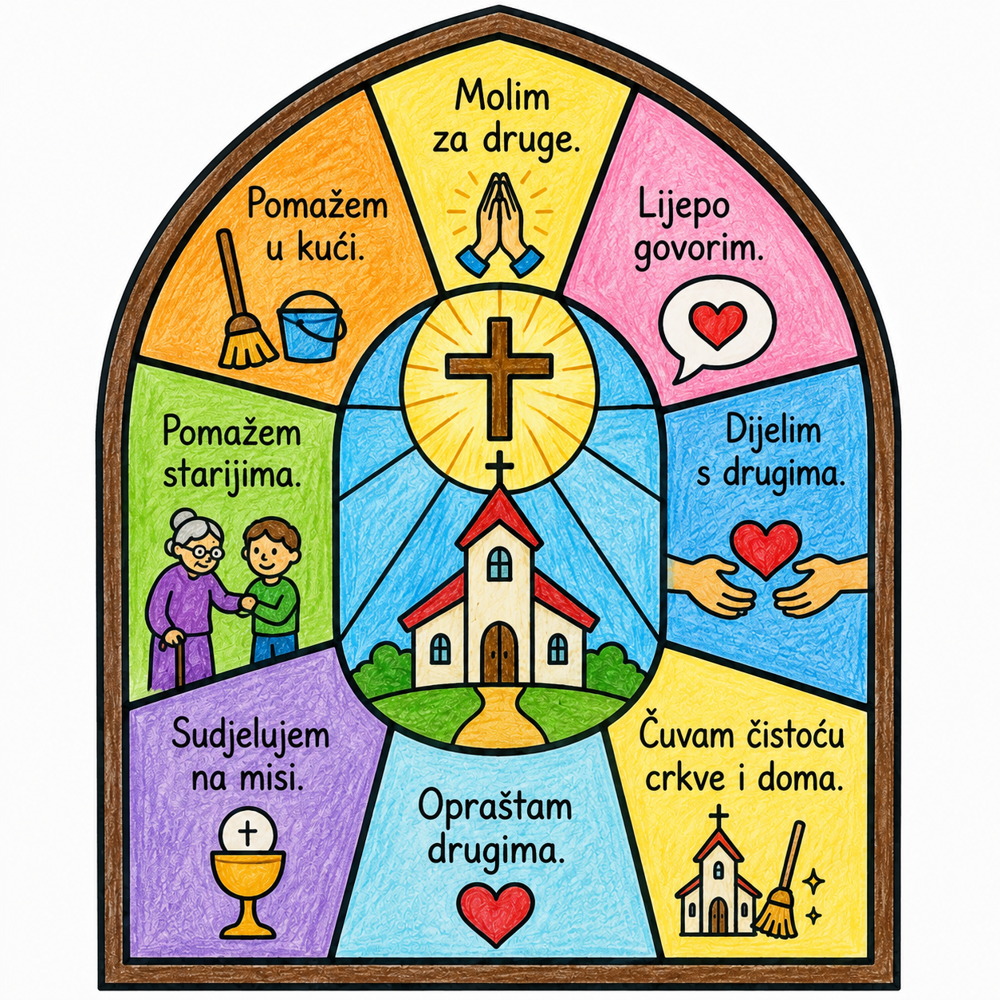 Molim
za druge.
Pomažem
u kući.
Lijepo
govorim.
Pomažem
starijima.
Dijelim
s drugima.
Sudjelujem
na misi.
Opraštam
drugima.
Čuvam čistoću
crkve i doma.